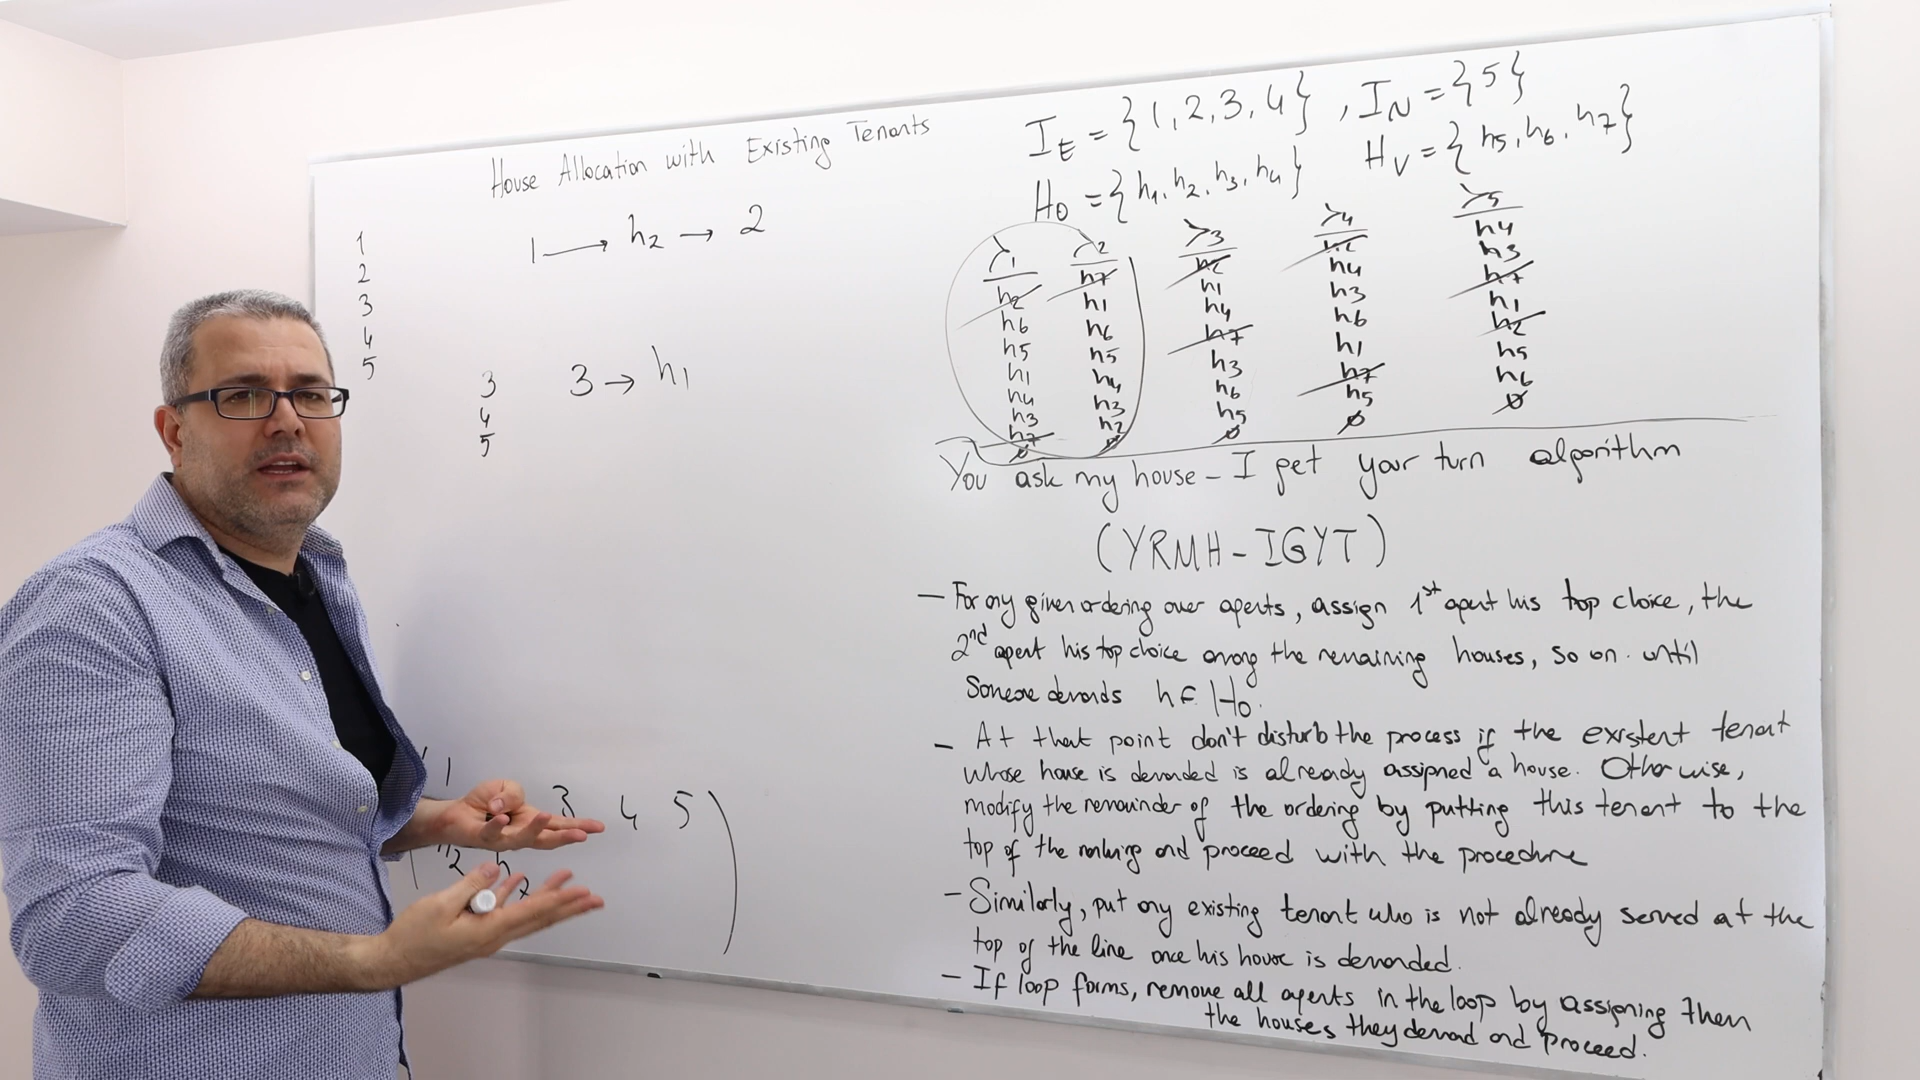 House Allocation with Existing Tenants
I_E = {1, 2, 3, 4} , I_N = {5}
H_O = {h1, h2, h3, h4} H_V = {h5, h6, h7}
1
2
3
4
5
1 → h2 → 2
3
4
5
3 → h1
≻1
h2
h6
h5
h1
h4
h3
h7
∅
≻2
h7
h1
h6
h5
h4
h3
h2
∅
≻3
h2
h1
h4
h7
h3
h6
h5
∅
≻4
h2
h4
h3
h6
h1
h7
h5
∅
≻5
h4
h3
h7
h1
h2
h5
h6
∅
You ask my house - I get your turn algorithm
(YRMH - IGYT)
- For any given ordering over agents, assign 1st agent his top choice, the
2nd agent his top choice among the remaining houses, so on. until
Someone demands h ∈ H_O.
- At that point don't disturb the process if the existent tenant
whose house is demanded is already assigned a house. Otherwise,
modify the remainder of the ordering by putting this tenant to the
top of the ranking and proceed with the procedure
- Similarly, put any existing tenant who is not already served at the
top of the line once his house is demanded.
- If loop forms, remove all agents in the loop by assigning them
the houses they demand and proceed.
1 3 4 5
h2 h7